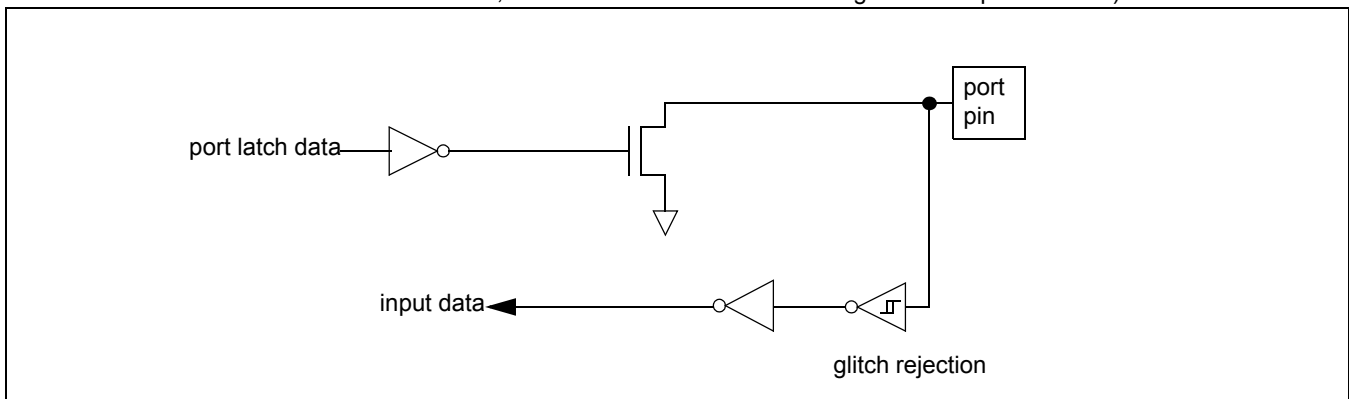 port
pin
port latch data
input data
glitch rejection